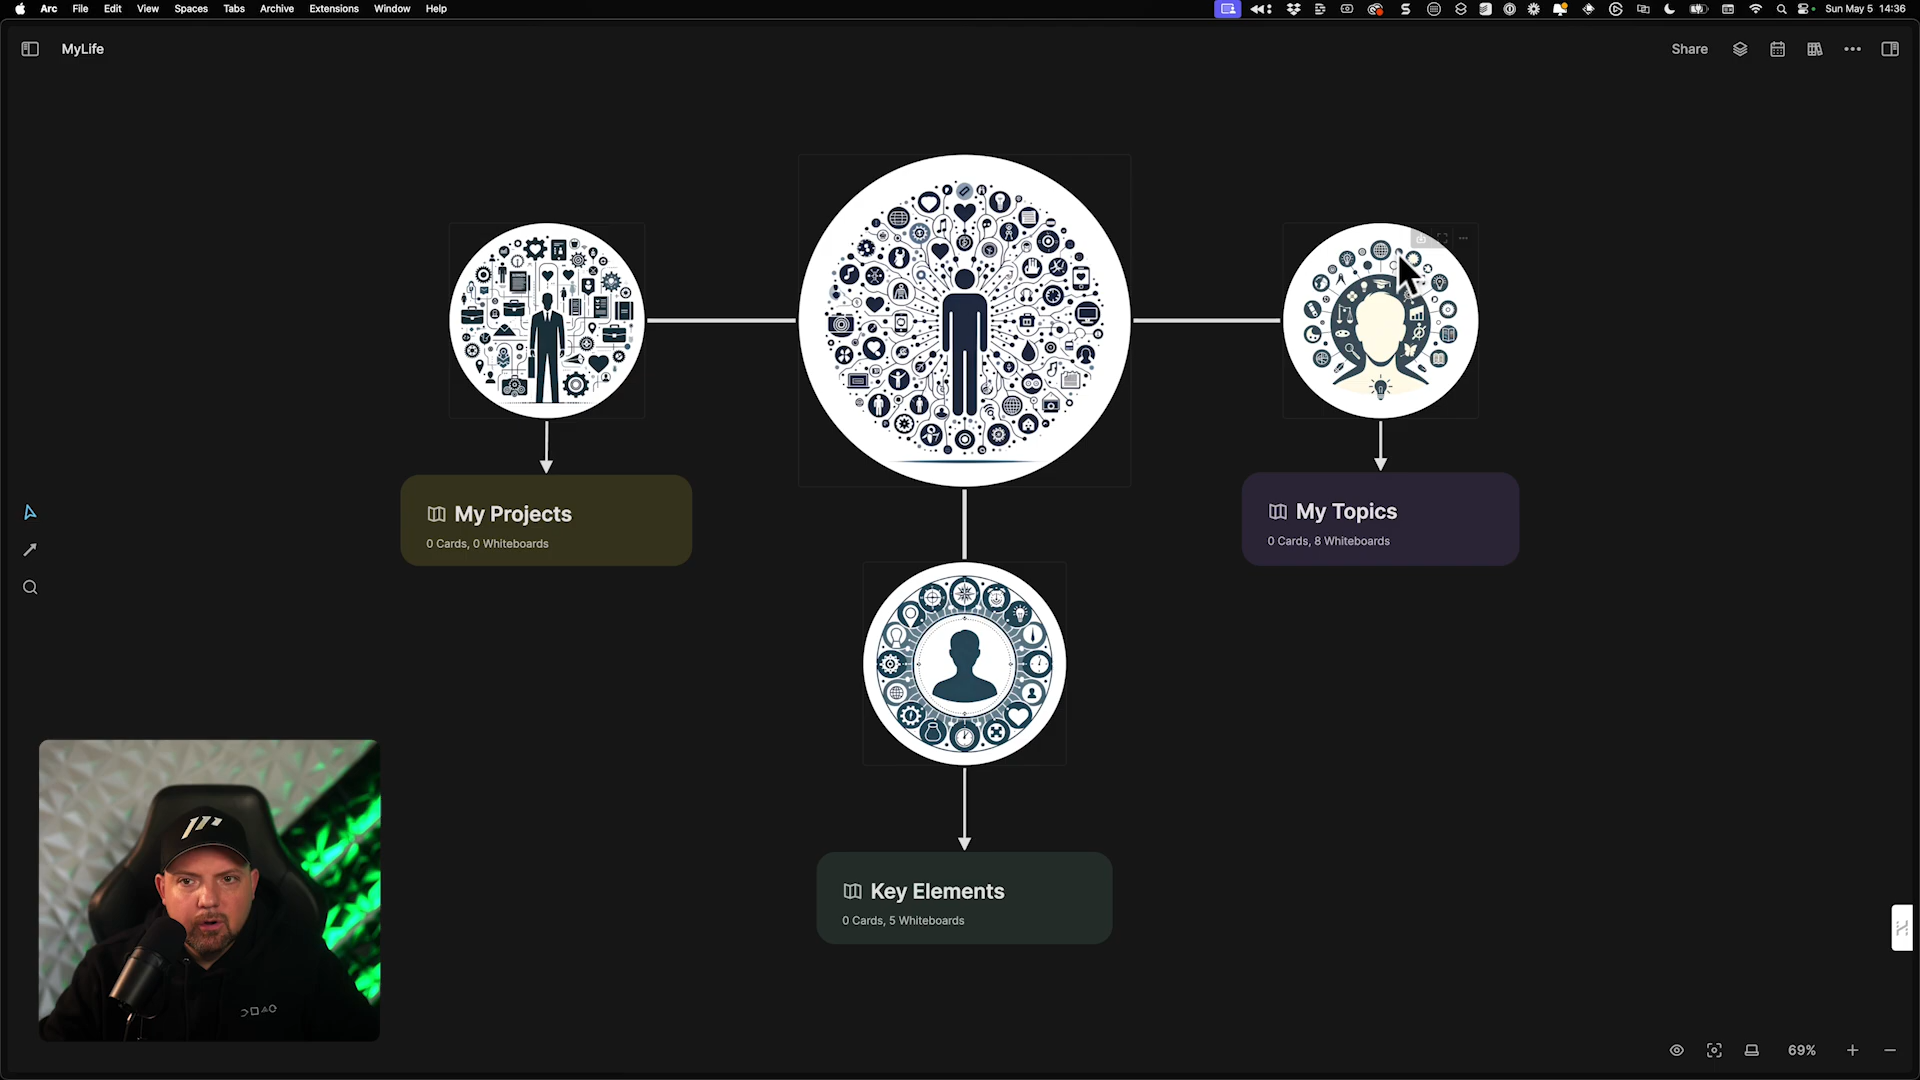 Arc File Edit View Spaces Tabs Archive Extensions Window Help
Sun May 5 14:36
MyLife
Share
My Projects
0 Cards, 0 Whiteboards
My Topics
0 Cards, 8 Whiteboards
Key Elements
0 Cards, 5 Whiteboards
69%